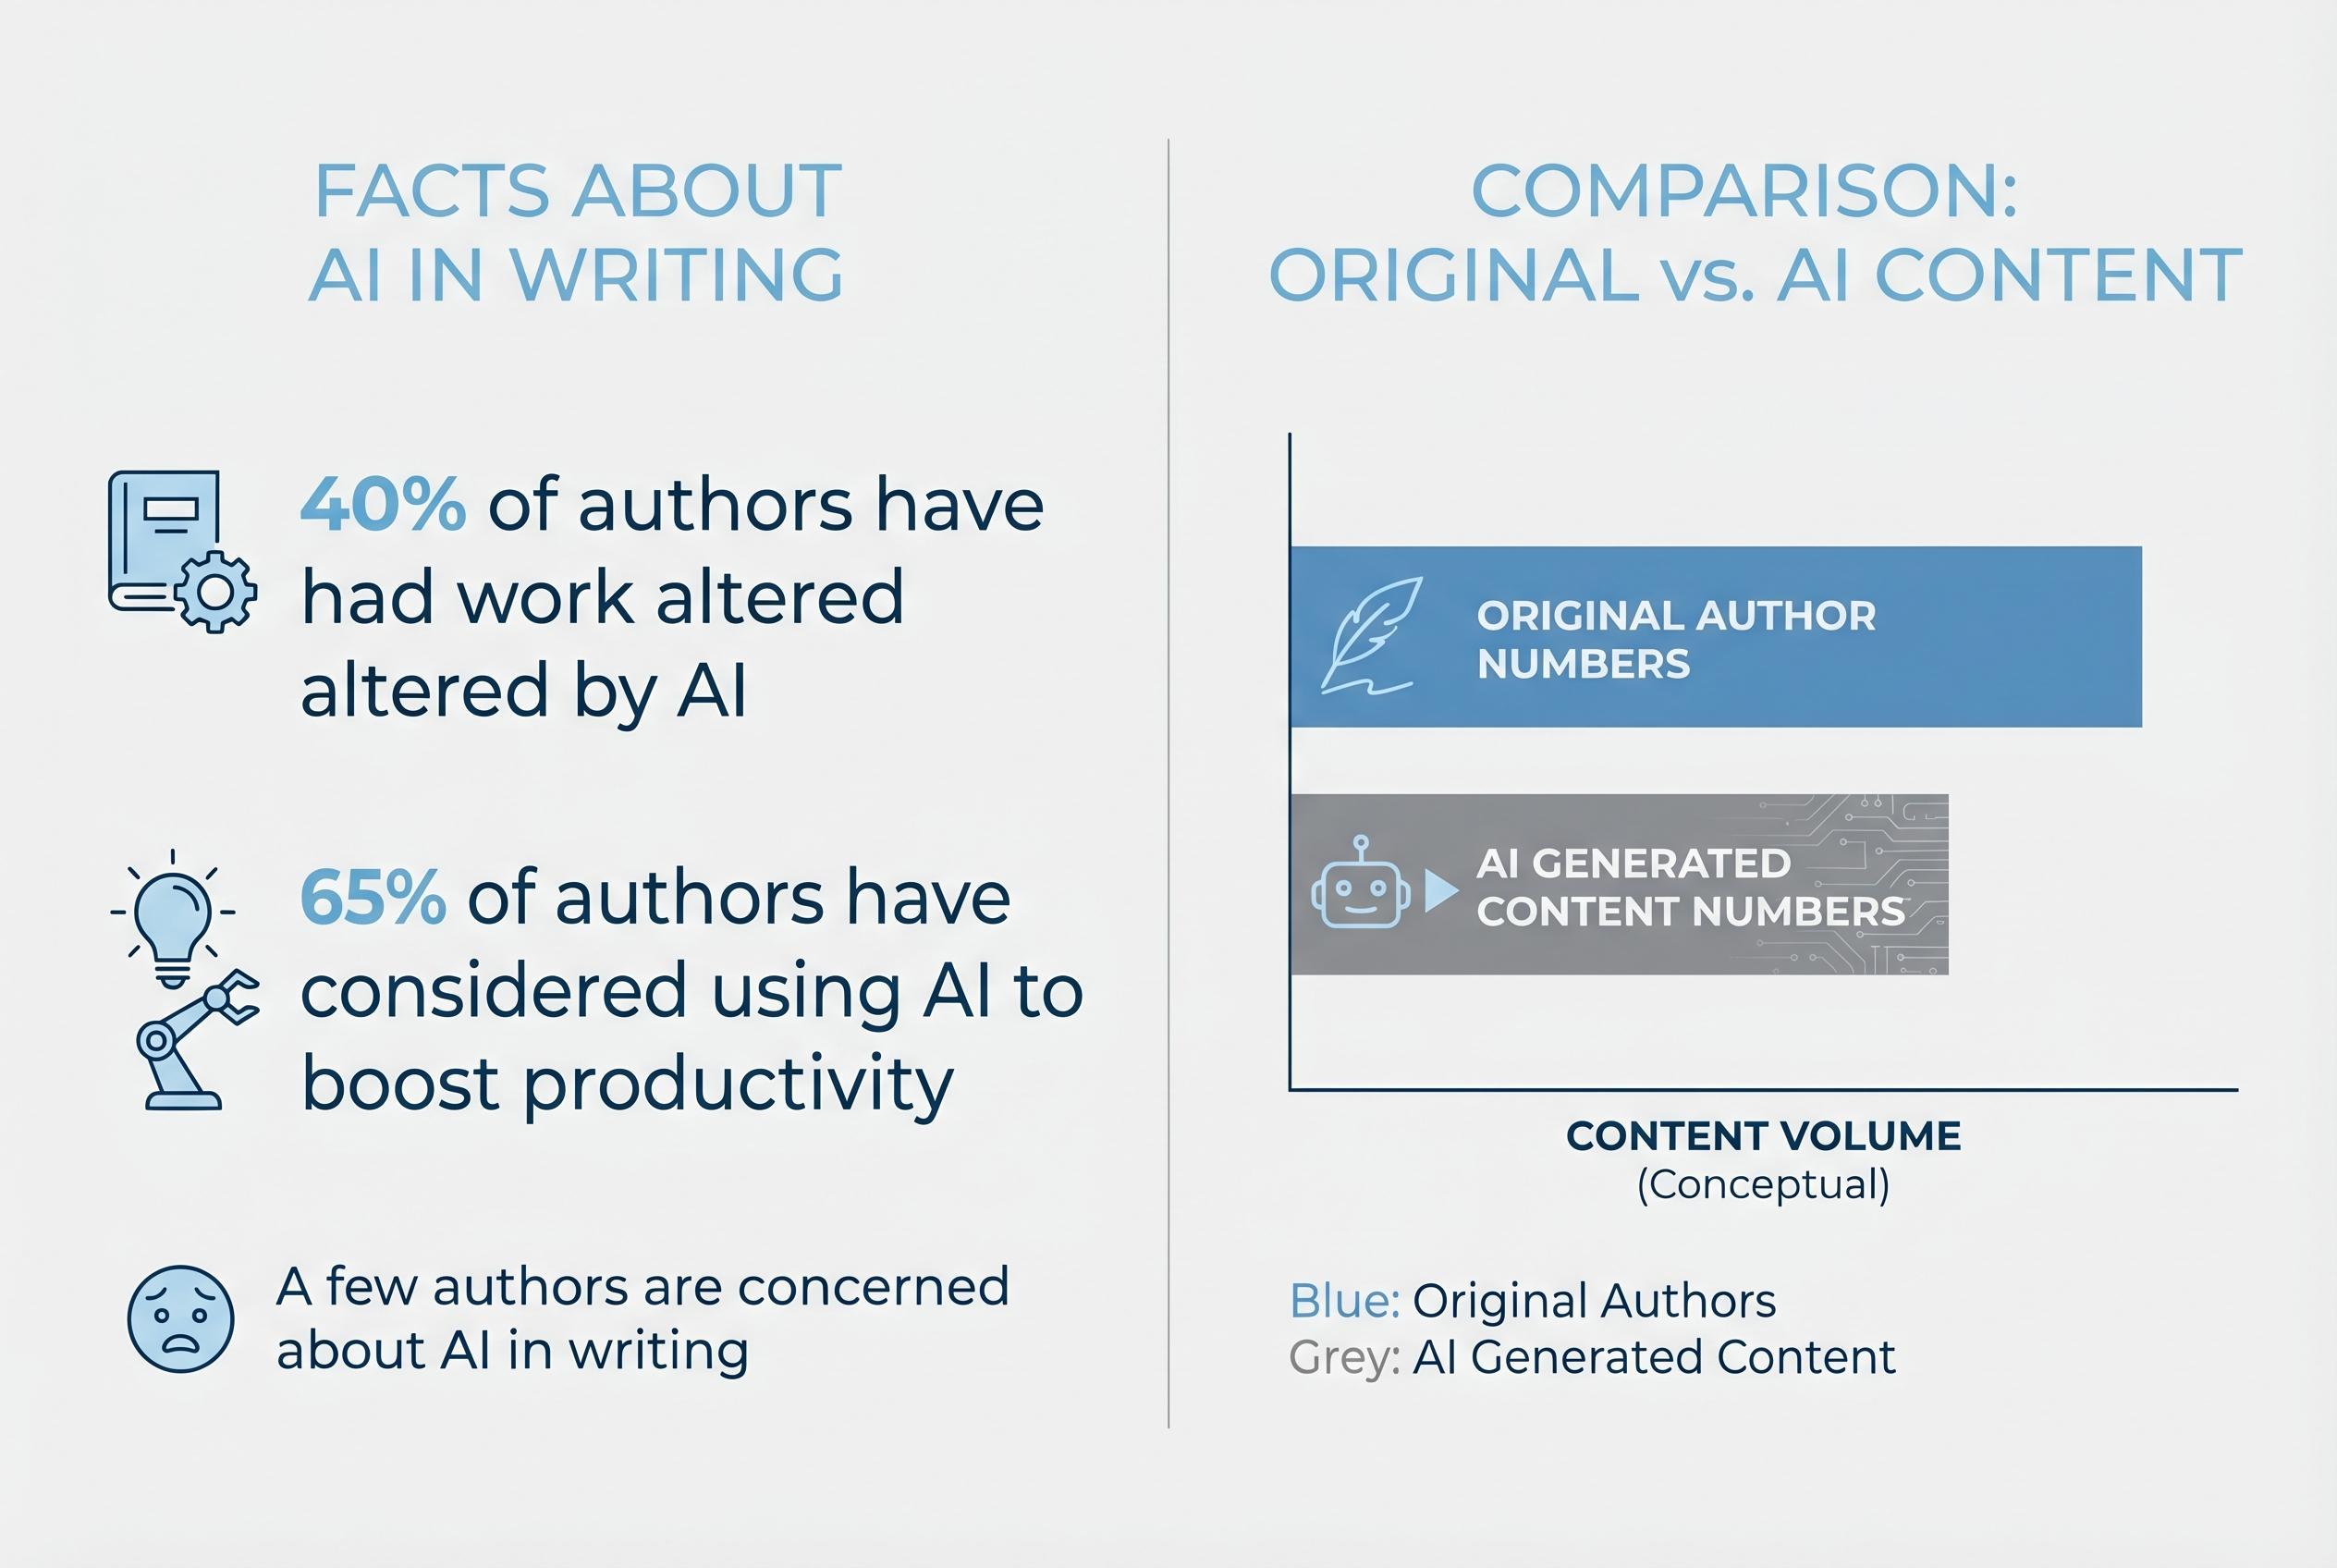 FACTS ABOUT
AI IN WRITING
40% of authors have
had work altered
altered by AI
65% of authors have
considered using AI to
boost productivity
A few authors are concerned
about AI in writing
COMPARISON:
ORIGINAL vs. AI CONTENT
ORIGINAL AUTHOR
NUMBERS
AI GENERATED
CONTENT NUMBERS
CONTENT VOLUME
(Conceptual)
Blue: Original Authors
Grey: AI Generated Content